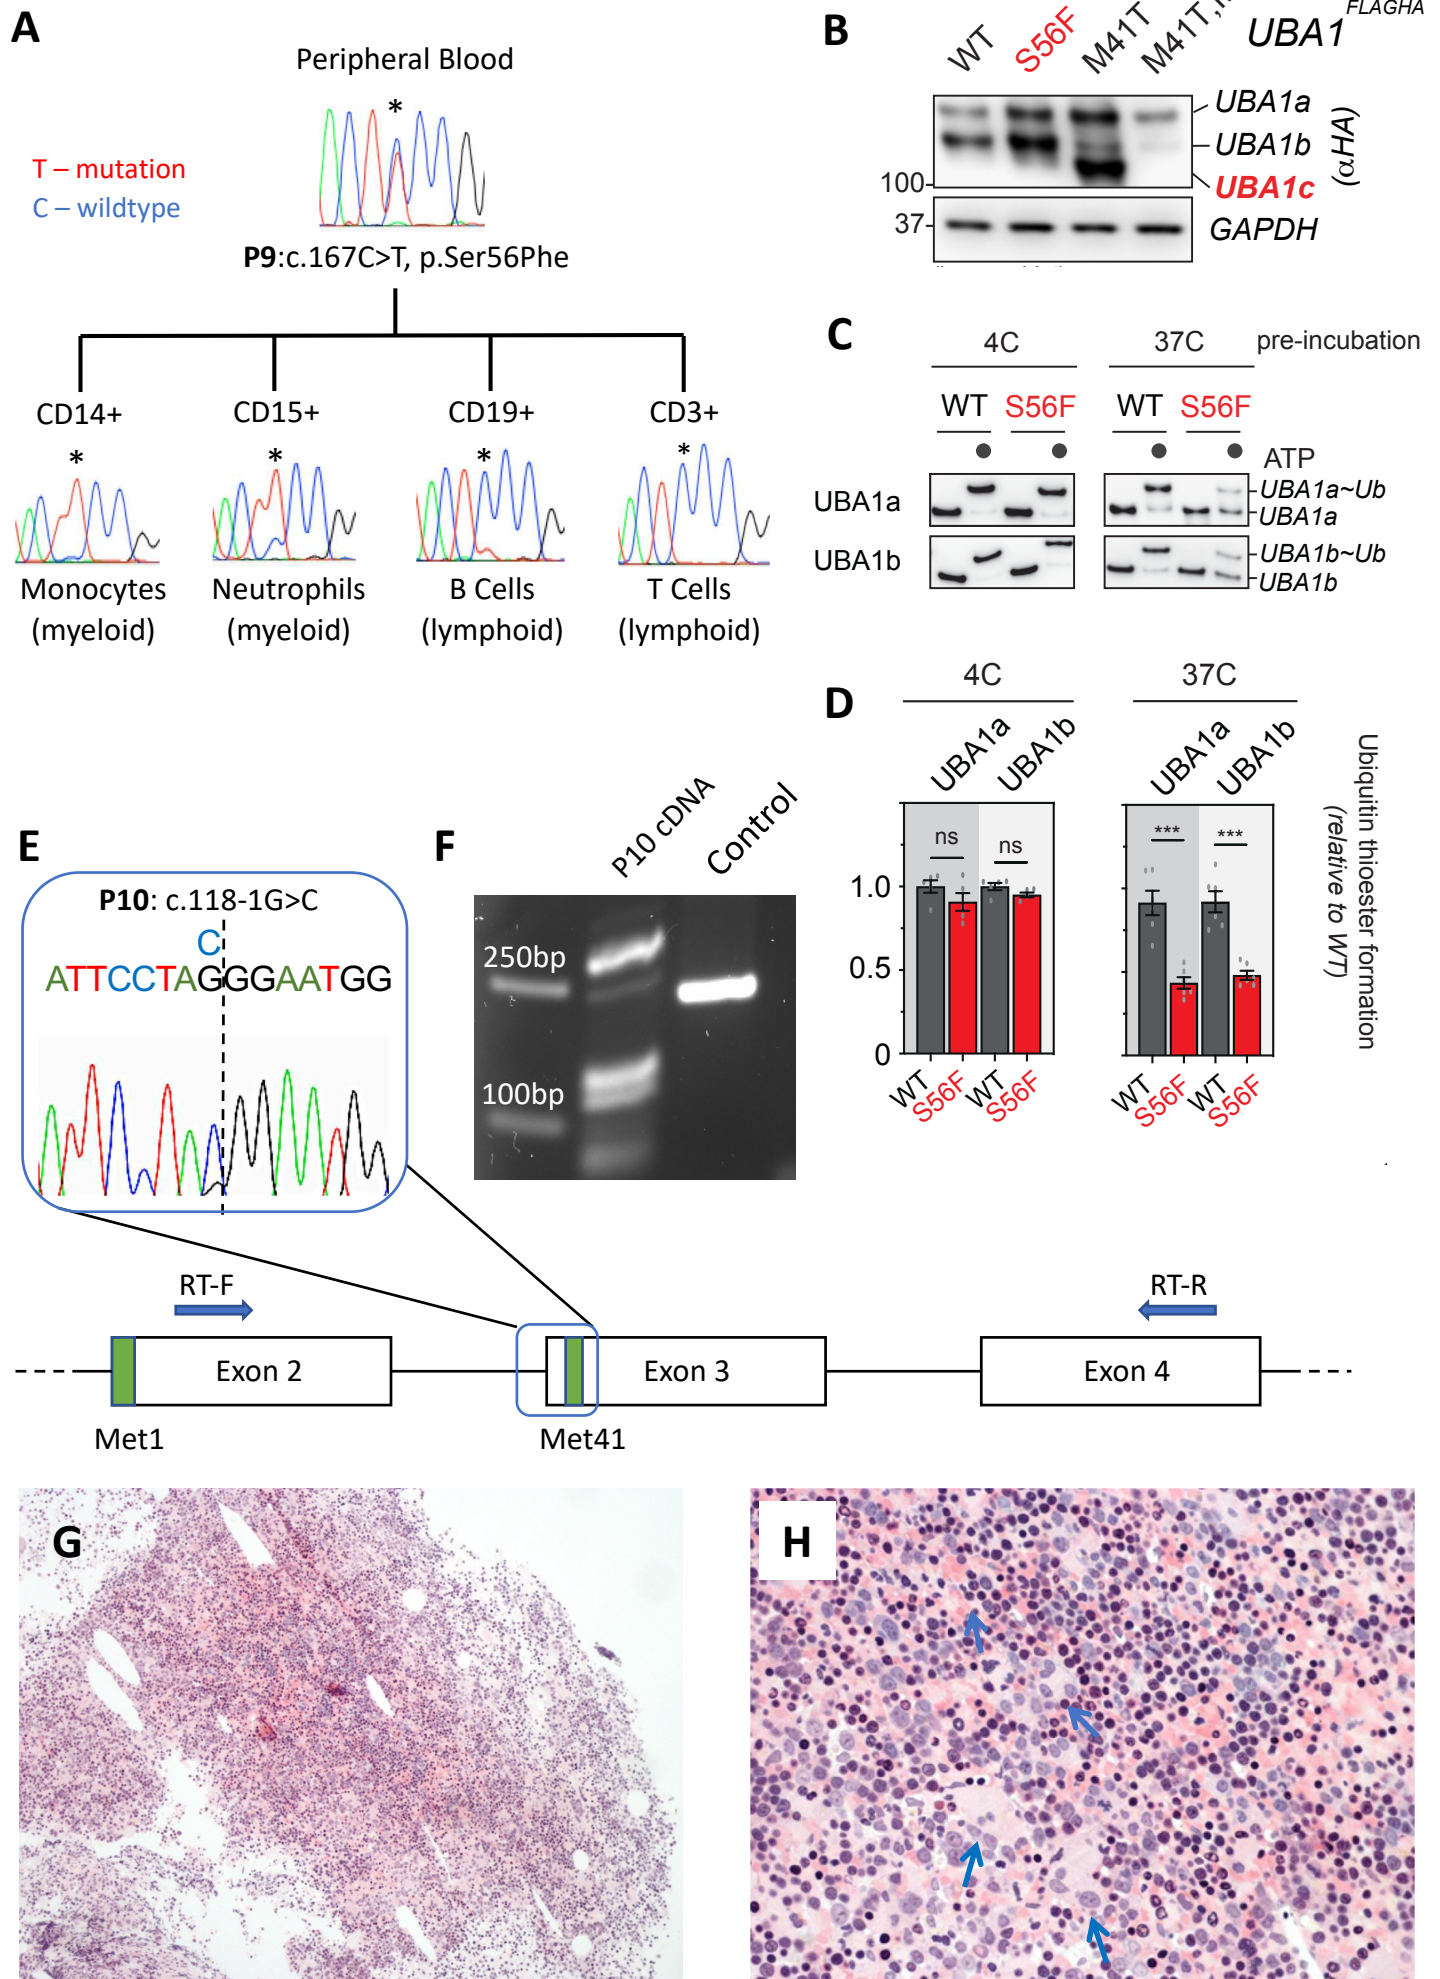 A
Peripheral Blood
*
T – mutation
C – wildtype
P9:c.167C>T, p.Ser56Phe
CD14+ CD15+ CD19+ CD3+
* * * *
Monocytes Neutrophils B Cells T Cells
(myeloid) (myeloid) (lymphoid) (lymphoid)
B
WT S56F M41T UBA1 FLAGHA
UBA1a
UBA1b
UBA1c
(αHA)
100
37
GAPDH
C
4C 37C pre-incubation
WT S56F WT S56F
ATP
UBA1a
UBA1a~Ub
UBA1a
UBA1b
UBA1b~Ub
UBA1b
D
4C 37C
UBA1a UBA1b UBA1a UBA1b
ns ns *** ***
1.0
0.5
0
WT S56F WT S56F WT S56F WT S56F
Ubiquitin thioester formation
(relative to WT)
E
P10: c.118-1G>C
C
ATTCCTAGGGAATGG
F
P10 cDNA Control
250bp
100bp
RT-F RT-R
Exon 2 Exon 3 Exon 4
Met1 Met41
G
H